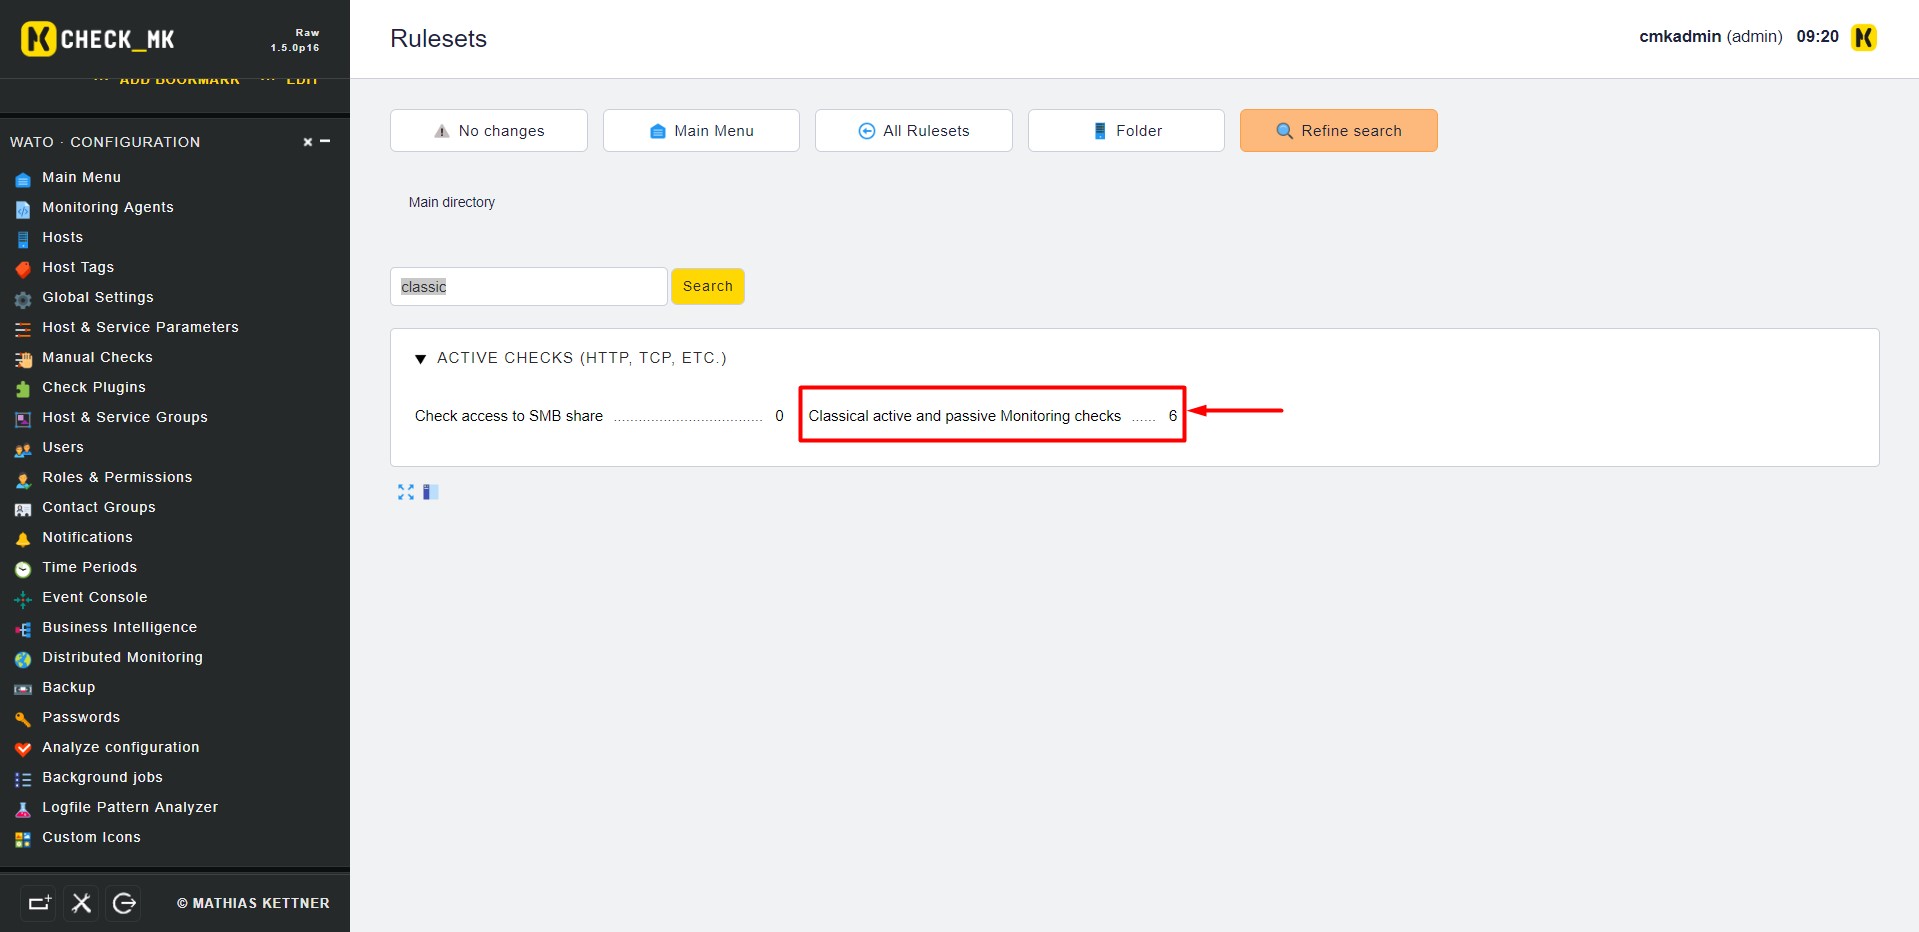 CHECK_MK
Raw
1.5.0p16
ADD BOOKMARK EDIT
WATO · CONFIGURATION
Main Menu
Monitoring Agents
Hosts
Host Tags
Global Settings
Host & Service Parameters
Manual Checks
Check Plugins
Host & Service Groups
Users
Roles & Permissions
Contact Groups
Notifications
Time Periods
Event Console
Business Intelligence
Distributed Monitoring
Backup
Passwords
Analyze configuration
Background jobs
Logfile Pattern Analyzer
Custom Icons
© MATHIAS KETTNER
Rulesets
cmkadmin (admin) 09:20
No changes Main Menu All Rulesets Folder Refine search
Main directory
classic Search
ACTIVE CHECKS (HTTP, TCP, ETC.)
Check access to SMB share .................................... 0 Classical active and passive Monitoring checks ...... 6